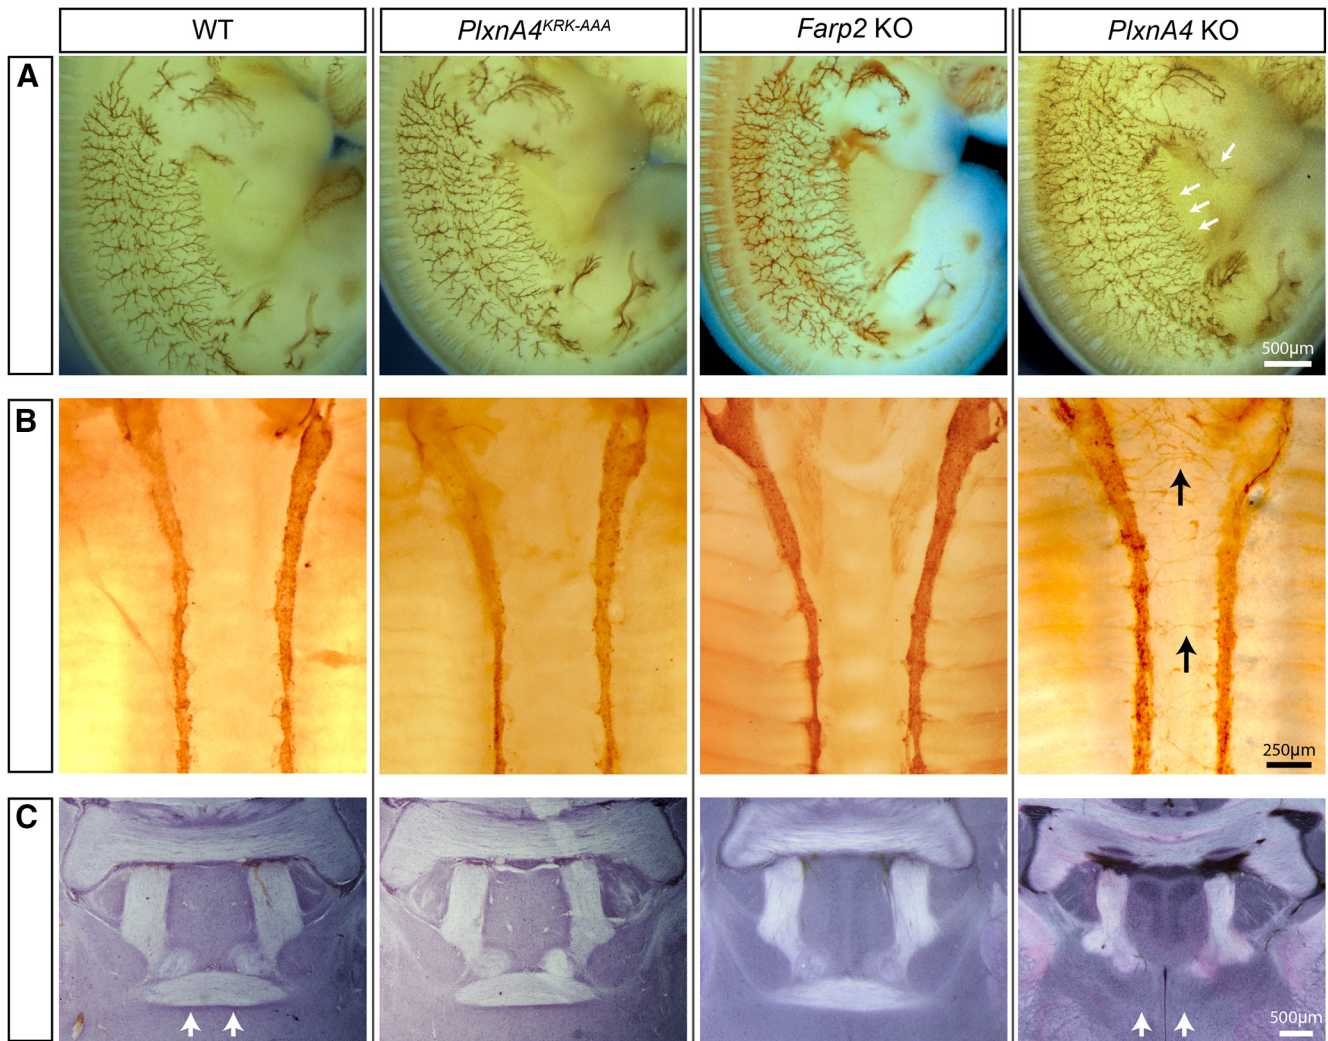 WT
PlxnA4KRK-AAA
Farp2 KO
PlxnA4 KO
A
500µm
B
250µm
C
500µm